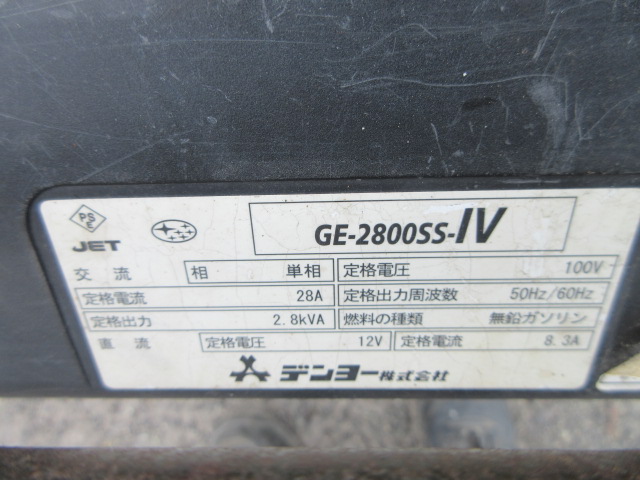 PS
E
JET
GE-2800SS-IV
交流 相 単相 定格電圧 100V
定格電流 28A 定格出力周波数 50Hz/60Hz
定格出力 2.8kVA 燃料の種類 無鉛ガソリン
直流 定格電圧 12V 定格電流 8.3A
デンヨー株式会社